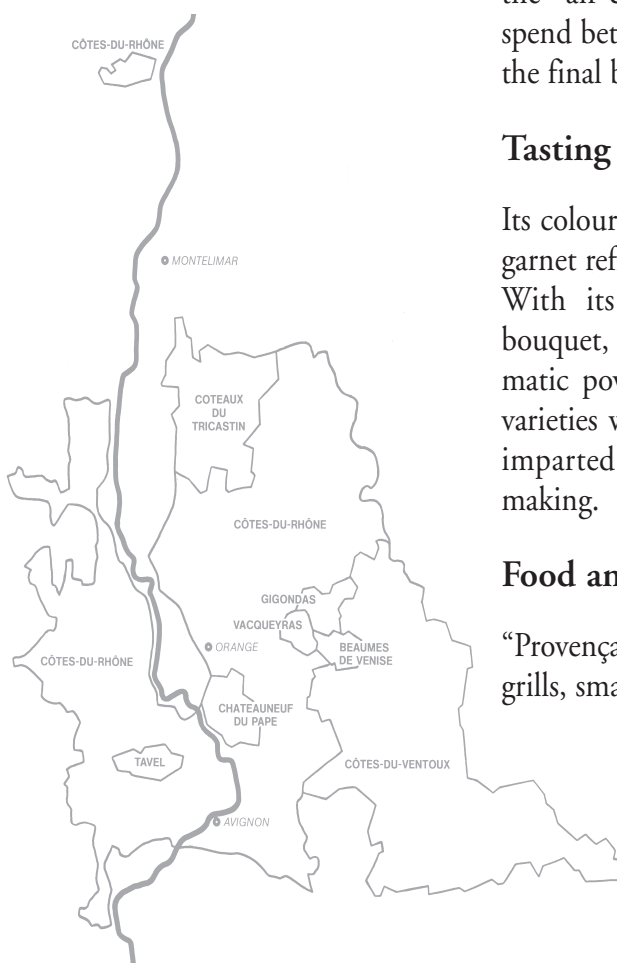 CÔTES-DU-RHÔNE
MONTELIMAR
COTEAUX
DU
TRICASTIN
CÔTES-DU-RHÔNE
GIGONDAS
VACQUEYRAS
ORANGE
BEAUMES
DE VENISE
CÔTES-DU-RHÔNE
CHATEAUNEUF
DU PAPE
TAVEL
CÔTES-DU-VENTOUX
AVIGNON
spend bet
the final b
Tasting
Its colour
garnet refl
With its
bouquet,
matic pow
varieties w
imparted
making.
Food an
“Provença
grills, sma